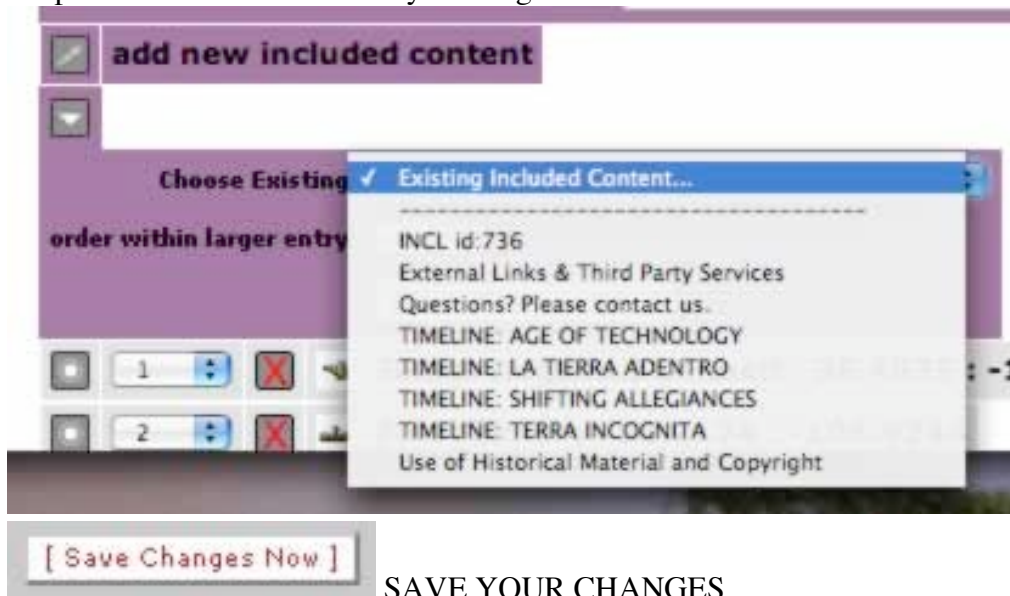 add new included content
Choose Existing ✓ Existing Included Content...
----------------------------------------
order within larger entry
INCL id:736
External Links & Third Party Services
Questions? Please contact us.
TIMELINE: AGE OF TECHNOLOGY
TIMELINE: LA TIERRA ADENTRO
1 X
TIMELINE: SHIFTING ALLEGIANCES
TIMELINE: TERRA INCOGNITA
2 X
Use of Historical Material and Copyright
[ Save Changes Now ] SAVE YOUR CHANGES